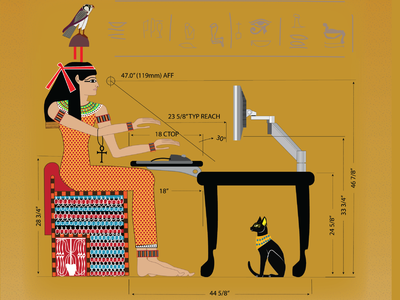 47.0"(119mm) AFF
23 5/8"TYP REACH
18 CTOP
30°
18"
28 3/4"
24 5/8"
33 3/4"
46 7/8"
44 5/8"